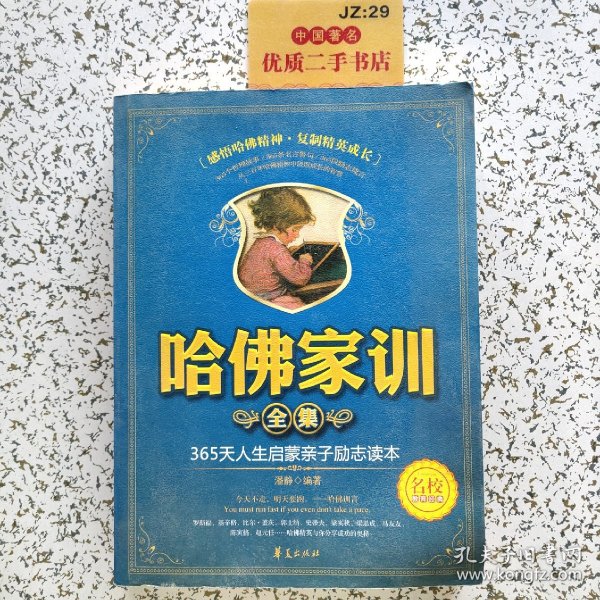 JZ:29
中国著名
优质二手书店
[感悟哈佛精神·复制精英成长]
哈佛家训
全集
365天人生启蒙亲子励志读本
潘静◎编著
名校
今天不走，明天要跑。——哈佛训言
You must run fast if you even don't take a pace.
华夏出版社
孔夫子旧书网
www.kongfz.com